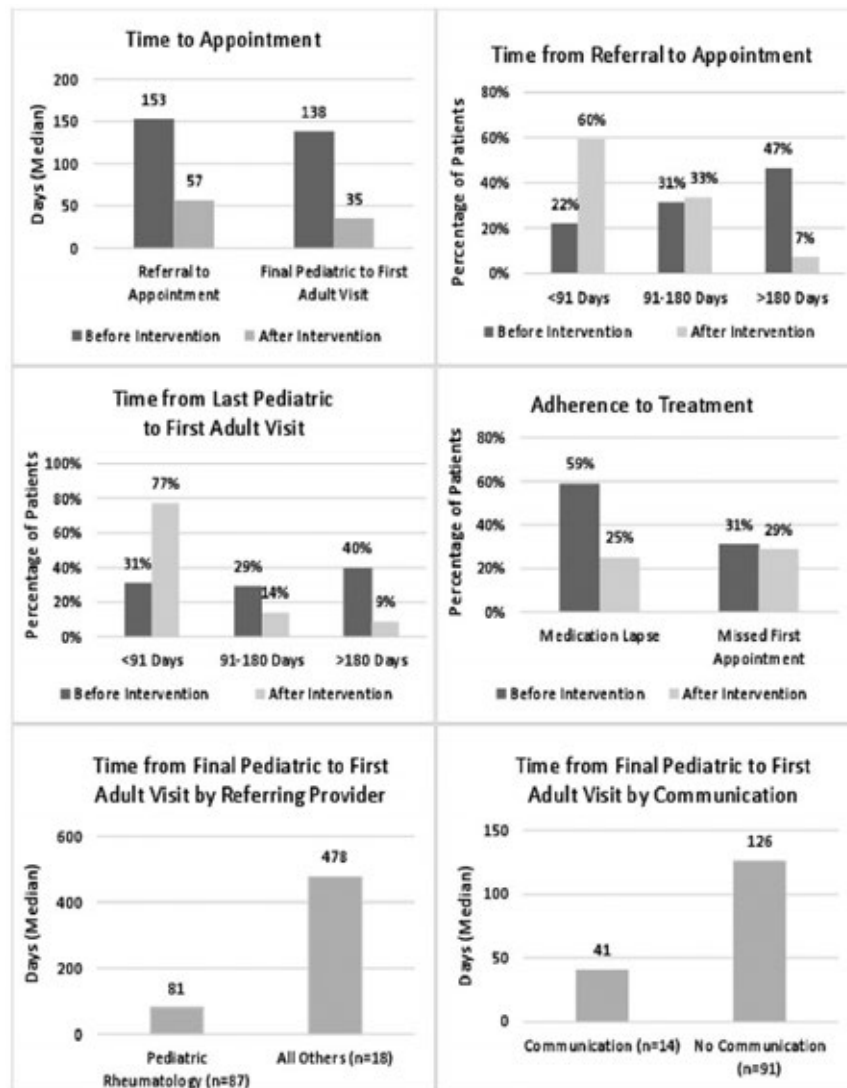 Time to Appointment
Days (Median)
200
150
100
50
0
153
57
138
35
Referral to
Appointment
Final Pediatric to First
Adult Visit
Before Intervention
After Intervention
Time from Referral to Appointment
Percentage of Patients
80%
60%
40%
20%
0%
22%
60%
31%
33%
47%
7%
<91 Days
91-180 Days
>180 Days
Before Intervention
After Intervention
Time from Last Pediatric
to First Adult Visit
Percentage of Patients
100%
80%
60%
40%
20%
0%
31%
77%
29%
14%
40%
9%
<91 Days
91-180 Days
>180 Days
Before Intervention
After Intervention
Adherence to Treatment
Percentage of Patients
80%
60%
40%
20%
0%
59%
25%
31%
29%
Medication Lapse
Missed First
Appointment
Before Intervention
After Intervention
Time from Final Pediatric to First
Adult Visit by Referring Provider
Days (Median)
600
400
200
0
81
478
Pediatric
Rheumatology (n=87)
All Others (n=18)
Time from Final Pediatric to First
Adult Visit by Communication
Days (Median)
150
100
50
0
41
126
Communication (n=14)
No Communication
(n=91)